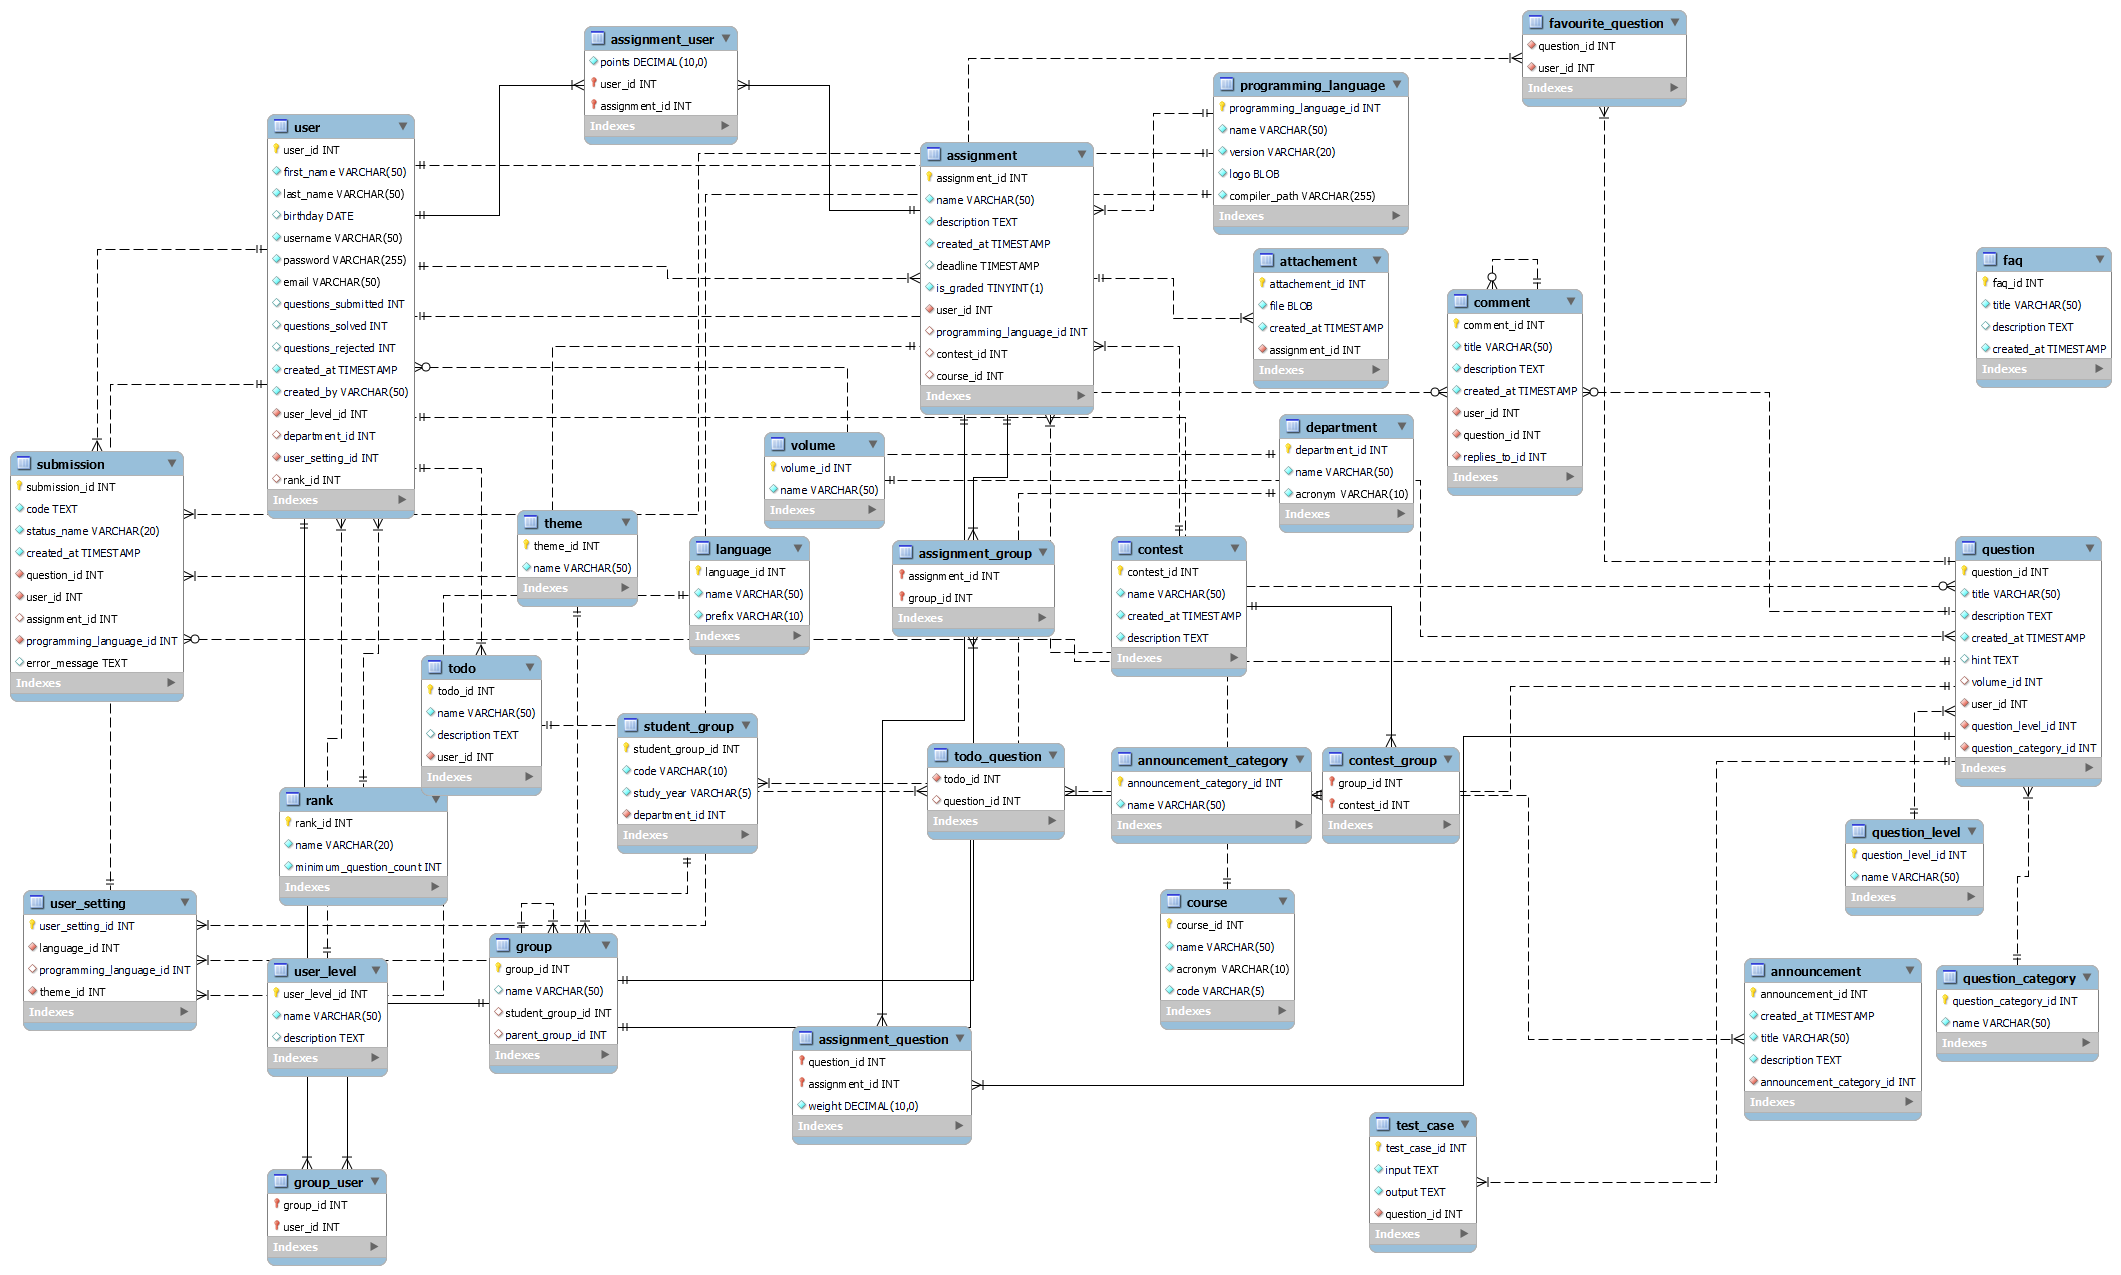 assignment_user
points DECIMAL(10,0)
user_id INT
assignment_id INT
Indexes
favourite_question
question_id INT
user_id INT
Indexes
programming_language
programming_language_id INT
name VARCHAR(50)
version VARCHAR(20)
logo BLOB
compiler_path VARCHAR(255)
Indexes
user
user_id INT
first_name VARCHAR(50)
last_name VARCHAR(50)
birthday DATE
username VARCHAR(50)
password VARCHAR(255)
email VARCHAR(50)
questions_submitted INT
questions_solved INT
questions_rejected INT
created_at TIMESTAMP
created_by VARCHAR(50)
user_level_id INT
department_id INT
user_setting_id INT
rank_id INT
Indexes
assignment
assignment_id INT
name VARCHAR(50)
description TEXT
created_at TIMESTAMP
deadline TIMESTAMP
is_graded TINYINT(1)
user_id INT
programming_language_id INT
contest_id INT
course_id INT
Indexes
attachement
attachement_id INT
file BLOB
created_at TIMESTAMP
assignment_id INT
Indexes
comment
comment_id INT
title VARCHAR(50)
description TEXT
created_at TIMESTAMP
user_id INT
question_id INT
replies_to_id INT
Indexes
faq
faq_id INT
title VARCHAR(50)
description TEXT
created_at TIMESTAMP
Indexes
submission
submission_id INT
code TEXT
status_name VARCHAR(20)
created_at TIMESTAMP
question_id INT
user_id INT
assignment_id INT
programming_language_id INT
error_message TEXT
Indexes
volume
volume_id INT
name VARCHAR(50)
Indexes
department
department_id INT
name VARCHAR(50)
acronym VARCHAR(10)
Indexes
theme
theme_id INT
name VARCHAR(50)
Indexes
language
language_id INT
name VARCHAR(50)
prefix VARCHAR(10)
Indexes
assignment_group
assignment_id INT
group_id INT
Indexes
contest
contest_id INT
name VARCHAR(50)
created_at TIMESTAMP
description TEXT
Indexes
question
question_id INT
title VARCHAR(50)
description TEXT
created_at TIMESTAMP
hint TEXT
volume_id INT
user_id INT
question_level_id INT
question_category_id INT
Indexes
todo
todo_id INT
name VARCHAR(50)
description TEXT
user_id INT
Indexes
student_group
student_group_id INT
code VARCHAR(10)
study_year VARCHAR(5)
department_id INT
Indexes
todo_question
todo_id INT
question_id INT
Indexes
announcement_category
announcement_category_id INT
name VARCHAR(50)
Indexes
contest_group
group_id INT
contest_id INT
Indexes
rank
rank_id INT
name VARCHAR(20)
minimum_question_count INT
Indexes
question_level
question_level_id INT
name VARCHAR(50)
Indexes
user_setting
user_setting_id INT
language_id INT
programming_language_id INT
theme_id INT
Indexes
course
course_id INT
name VARCHAR(50)
acronym VARCHAR(10)
code VARCHAR(5)
Indexes
group
group_id INT
name VARCHAR(50)
student_group_id INT
parent_group_id INT
Indexes
user_level
user_level_id INT
name VARCHAR(50)
description TEXT
Indexes
announcement
announcement_id INT
created_at TIMESTAMP
title VARCHAR(50)
description TEXT
announcement_category_id INT
Indexes
question_category
question_category_id INT
name VARCHAR(50)
Indexes
assignment_question
question_id INT
assignment_id INT
weight DECIMAL(10,0)
Indexes
test_case
test_case_id INT
input TEXT
output TEXT
question_id INT
Indexes
group_user
group_id INT
user_id INT
Indexes